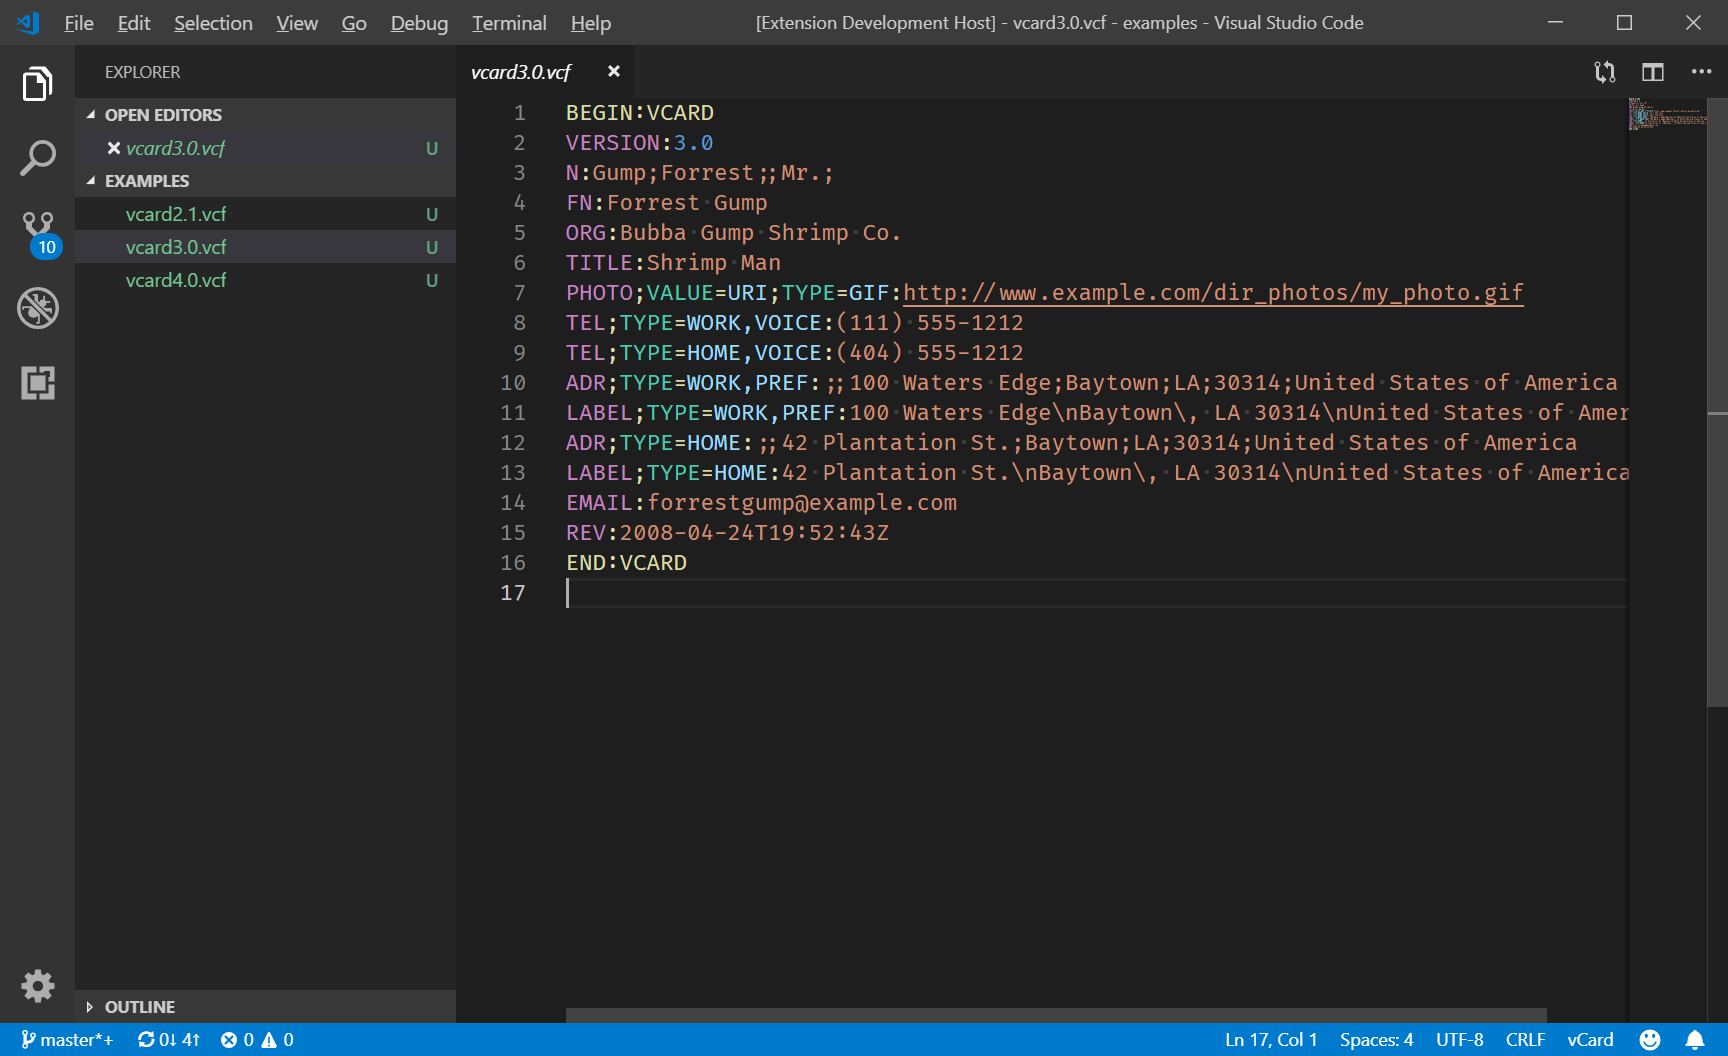 File Edit Selection View Go Debug Terminal Help [Extension Development Host] - vcard3.0.vcf - examples - Visual Studio Code
EXPLORER
OPEN EDITORS
vcard3.0.vcf U
EXAMPLES
vcard2.1.vcf U
vcard3.0.vcf U
vcard4.0.vcf U
10
OUTLINE
vcard3.0.vcf
1 BEGIN:VCARD
2 VERSION:3.0
3 N:Gump;Forrest;;Mr.;
4 FN:Forrest Gump
5 ORG:Bubba Gump Shrimp Co.
6 TITLE:Shrimp Man
7 PHOTO;VALUE=URI;TYPE=GIF:http://www.example.com/dir_photos/my_photo.gif
8 TEL;TYPE=WORK,VOICE:(111) 555-1212
9 TEL;TYPE=HOME,VOICE:(404) 555-1212
10 ADR;TYPE=WORK,PREF:;;100 Waters Edge;Baytown;LA;30314;United States of America
11 LABEL;TYPE=WORK,PREF:100 Waters Edge\nBaytown\, LA 30314\nUnited States of Amer
12 ADR;TYPE=HOME:;;42 Plantation St.;Baytown;LA;30314;United States of America
13 LABEL;TYPE=HOME:42 Plantation St.\nBaytown\, LA 30314\nUnited States of America
14 EMAIL:forrestgump@example.com
15 REV:2008-04-24T19:52:43Z
16 END:VCARD
17
master*+ 0↓ 4↑ 0 0 Ln 17, Col 1 Spaces: 4 UTF-8 CRLF vCard